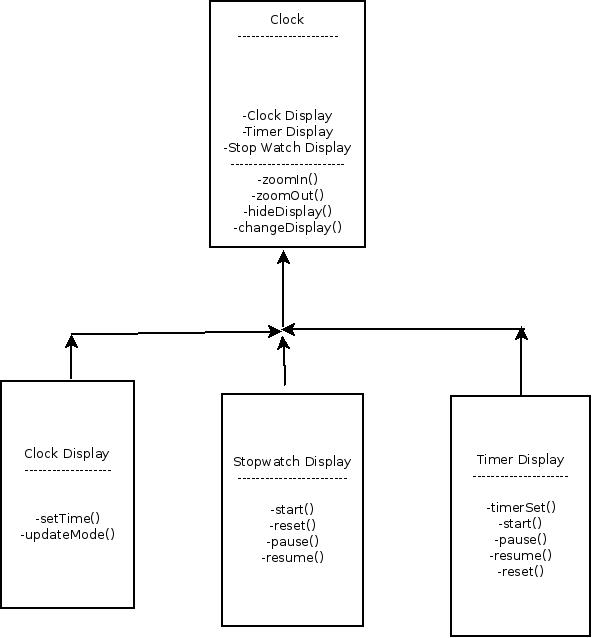 Clock
-Clock Display
-Timer Display
-Stop Watch Display
-zoomIn()
-zoomOut()
-hideDisplay()
-changeDisplay()
Clock Display
-setTime()
-updateMode()
Stopwatch Display
-start()
-reset()
-pause()
-resume()
Timer Display
-timerSet()
-start()
-pause()
-resume()
-reset()